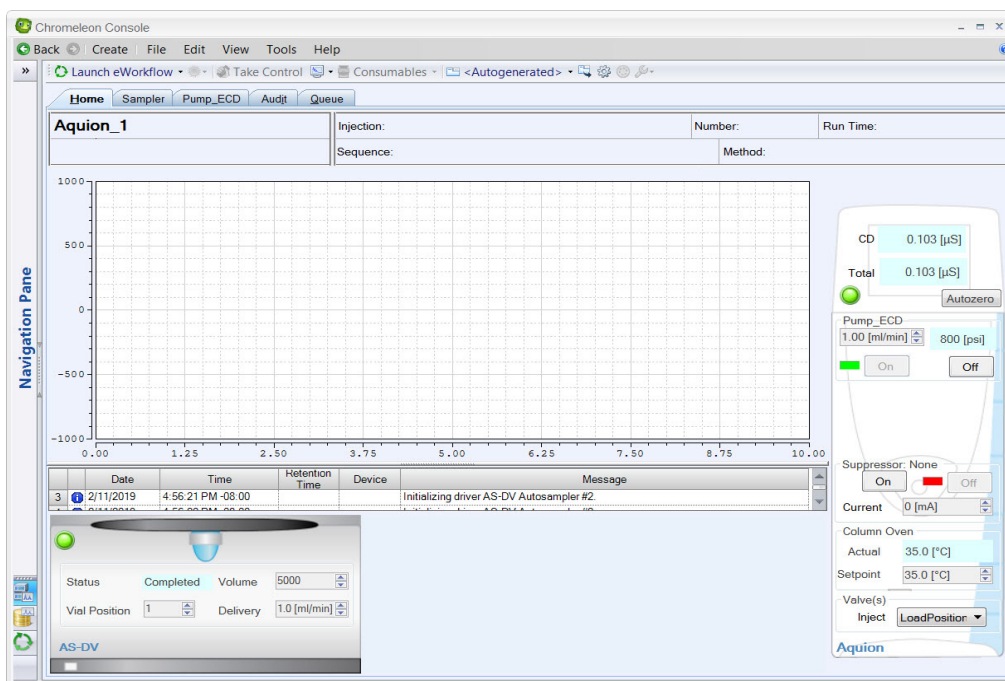 Chromeleon Console
Back Create File Edit View Tools Help
» Launch eWorkflow Take Control Consumables <Autogenerated>
Home Sampler Pump_ECD Audit Queue
Aquion_1
Injection: Number: Run Time:
Sequence: Method:
Navigation Pane
1000
500
0
-500
-1000
0.00 1.25 2.50 3.75 5.00 6.25 7.50 8.75 10.00
CD 0.103 [µS]
Total 0.103 [µS]
Autozero
Pump_ECD
1.00 [ml/min] 800 [psi]
On Off
Suppressor: None
On Off
Current 0 [mA]
Column Oven
Actual 35.0 [°C]
Setpoint 35.0 [°C]
Valve(s)
Inject LoadPosition
Aquion
Date Time Retention Time Device Message
3 2/11/2019 4:56:21 PM -08:00 Initializing driver AS-DV Autosampler #2.
Status Completed Volume 5000
Vial Position 1 Delivery 1.0 [ml/min]
AS-DV